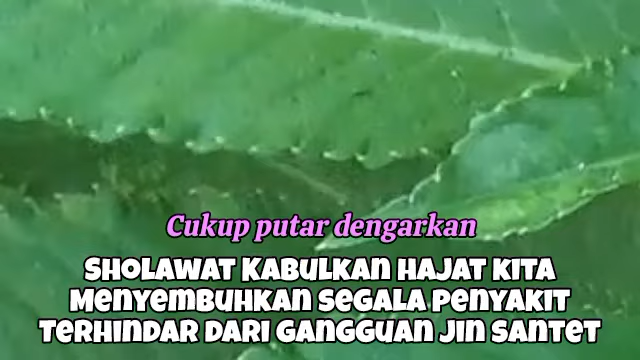 Cukup putar dengarkan
SHOLAWAT KABULKAN HAJAT KITA
MENYEMBUHKAN SEGALA PENYAKIT
TERHINDAR DARI GANGGUAN JIN SANTET